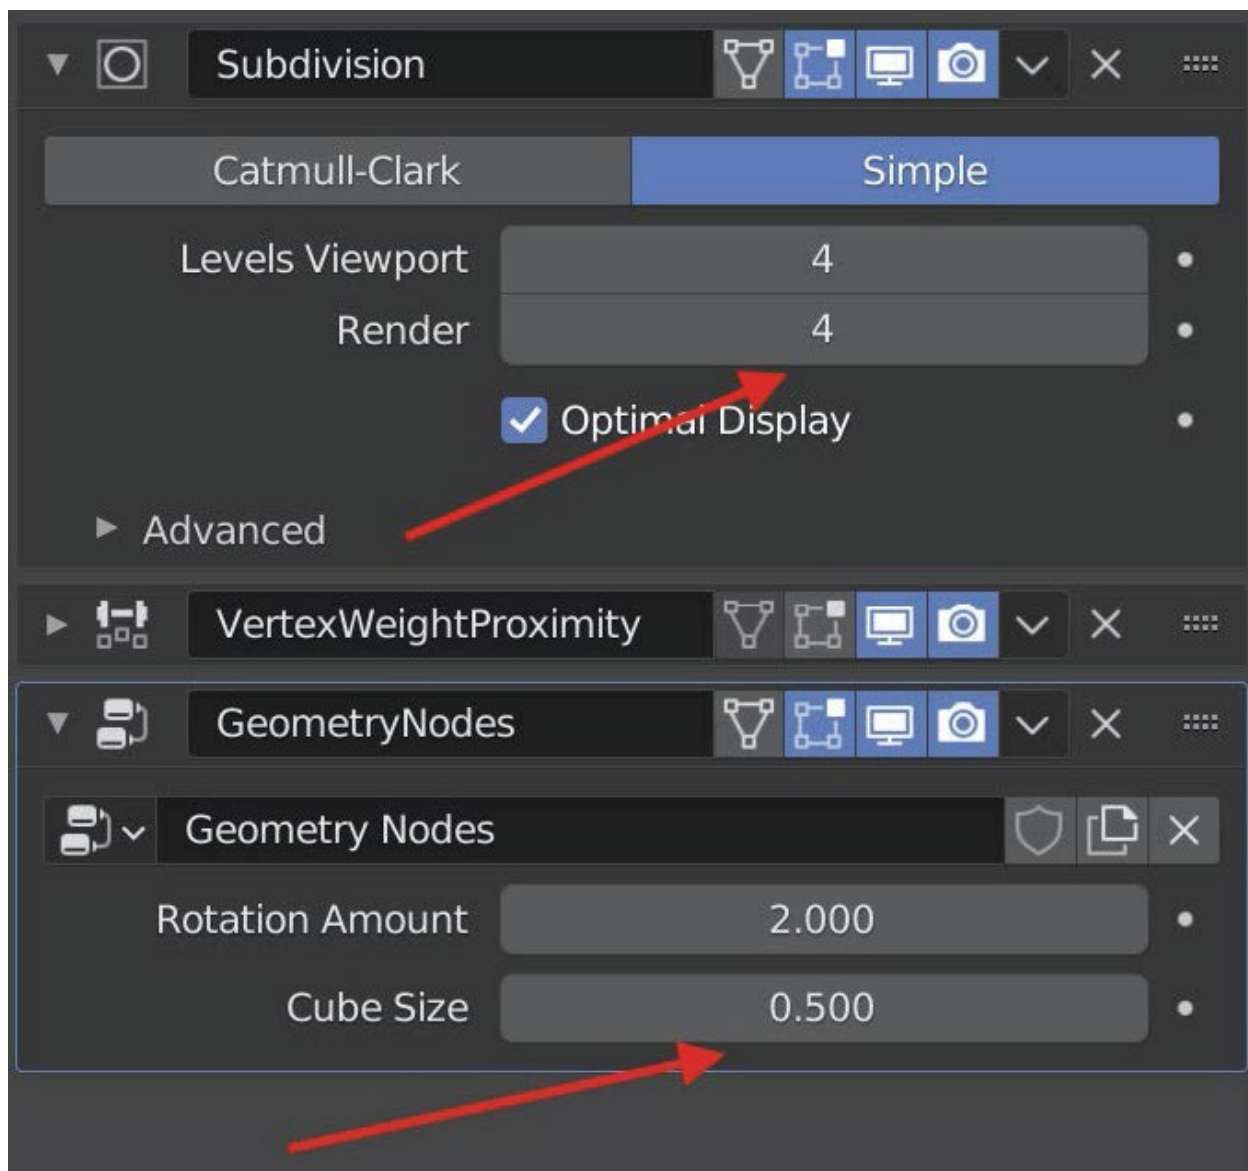 Subdivision
Catmull-Clark Simple
Levels Viewport 4
Render 4
Optimal Display
Advanced
VertexWeightProximity
GeometryNodes
Geometry Nodes
Rotation Amount 2.000
Cube Size 0.500